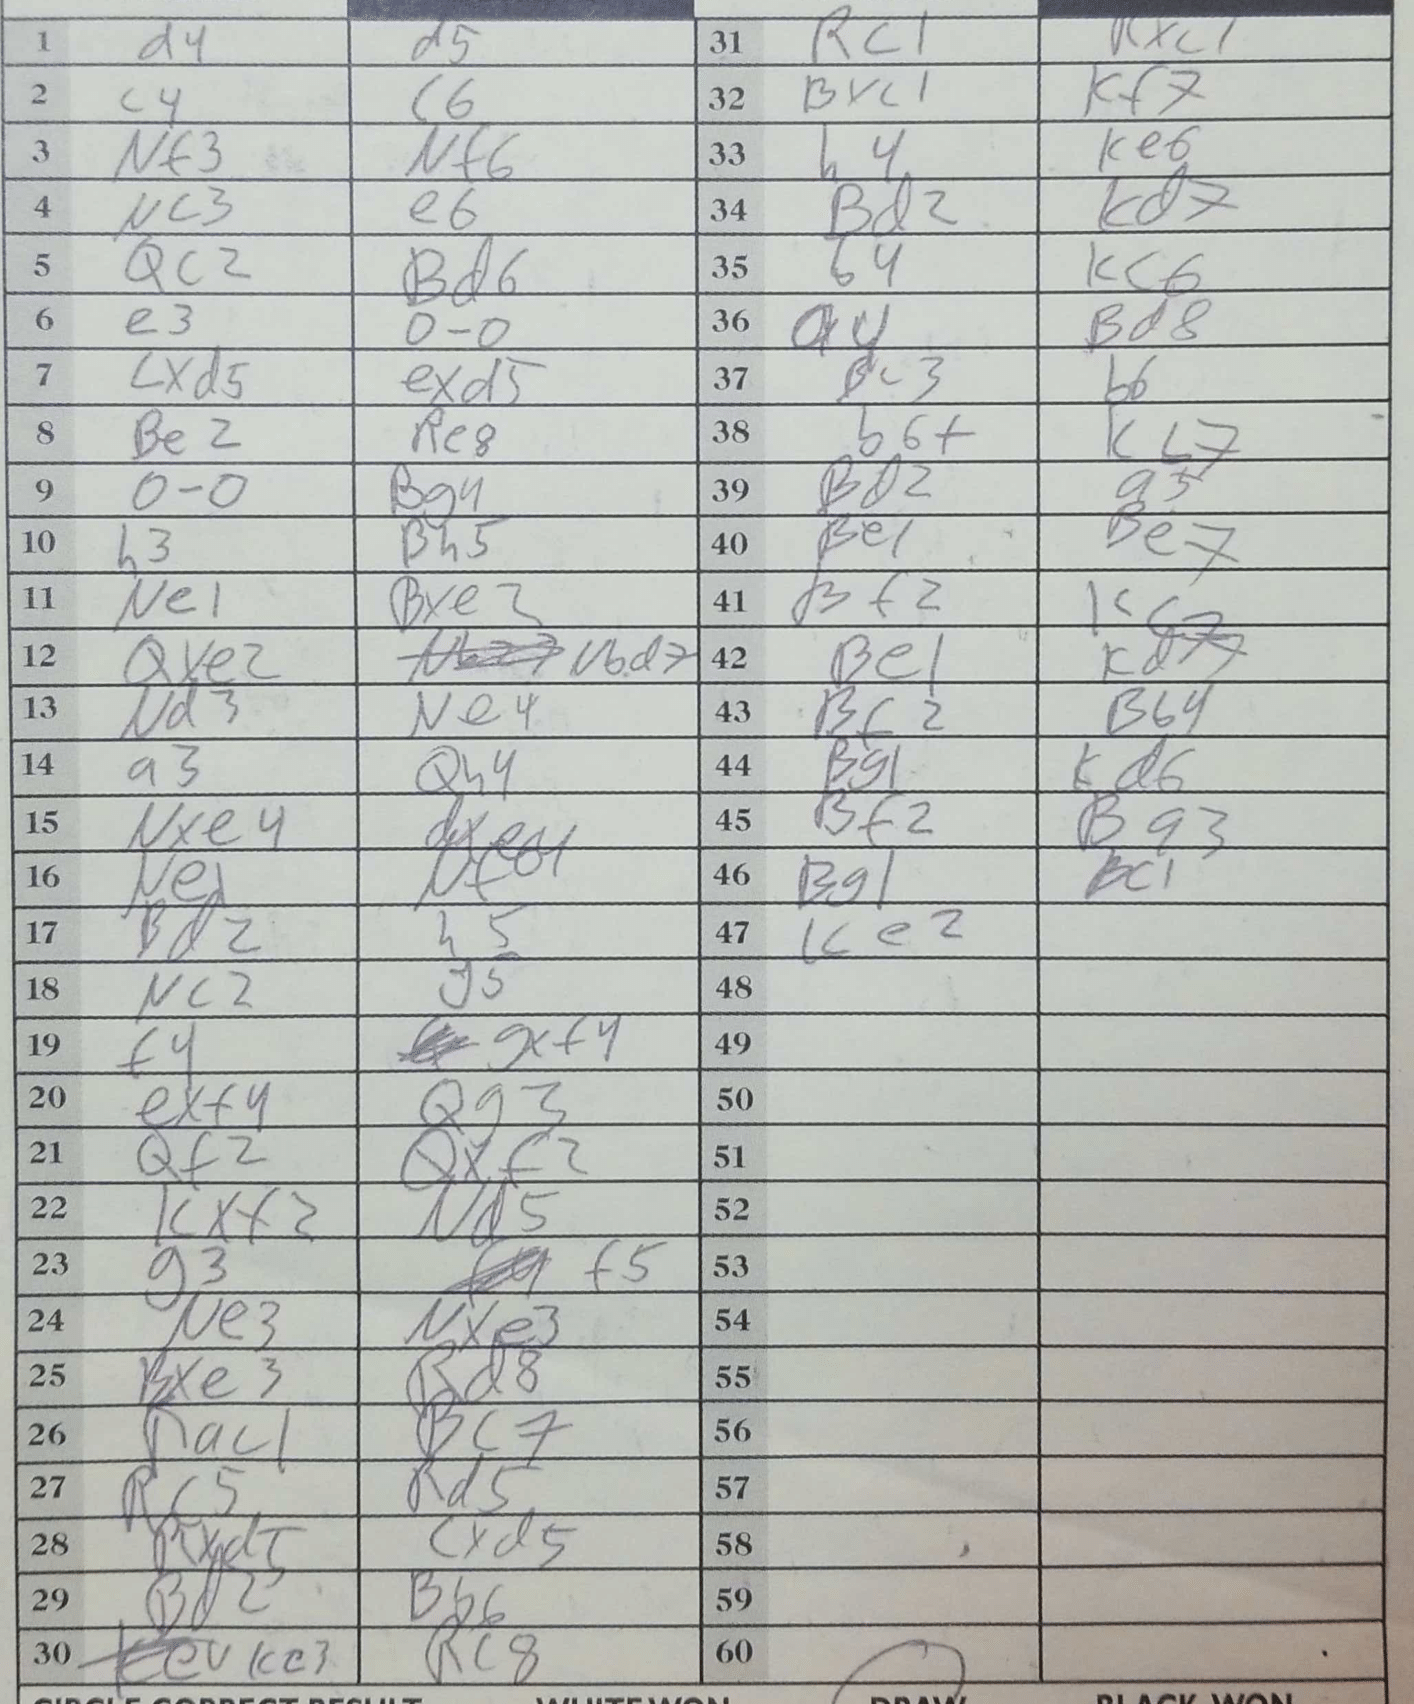 1 d4 d5 31 Rc1 Rxc1
2 c4 c6 32 Bxc1 Kf7
3 Nf3 Nf6 33 h4 Ke6
4 Nc3 e6 34 Bd2 Kd7
5 Qc2 Bd6 35 b4 Kc6
6 e3 0-0 36 a4 Bd8
7 cxd5 exd5 37 Bc3 b6
8 Be2 Re8 38 b6+ Kc7
9 0-0 Bg4 39 Bd2 a5
10 h3 Bh5 40 Be1 Be7
11 Ne1 Bxe2 41 Bf2 Kc7
12 Qxe2 Nbd7 42 Be1 Kd7
13 Nd3 Ne4 43 Bf2 Bb4
14 a3 Qh4 44 Bg1 Kd6
15 Nxe4 dxe4 45 Bf2 Ba3
16 Ne1 Nf6 46 Bg1 Bc1
17 Bd2 h5 47 Ke2
18 Nc2 g5 48
19 f4 gxf4 49
20 exf4 Qg3 50
21 Qf2 Qxf2 51
22 Kxf2 Nd5 52
23 g3 f5 53
24 Ne3 Nxe3 54
25 Bxe3 Rd8 55
26 Rac1 Bc7 56
27 Rc5 Rd5 57
28 Rxd5 cxd5 58
29 Bd2 Bb6 59
30 Ke3 Rc8 60
CIRCLE CORRECT RESULT WHITE WON DRAW BLACK WON